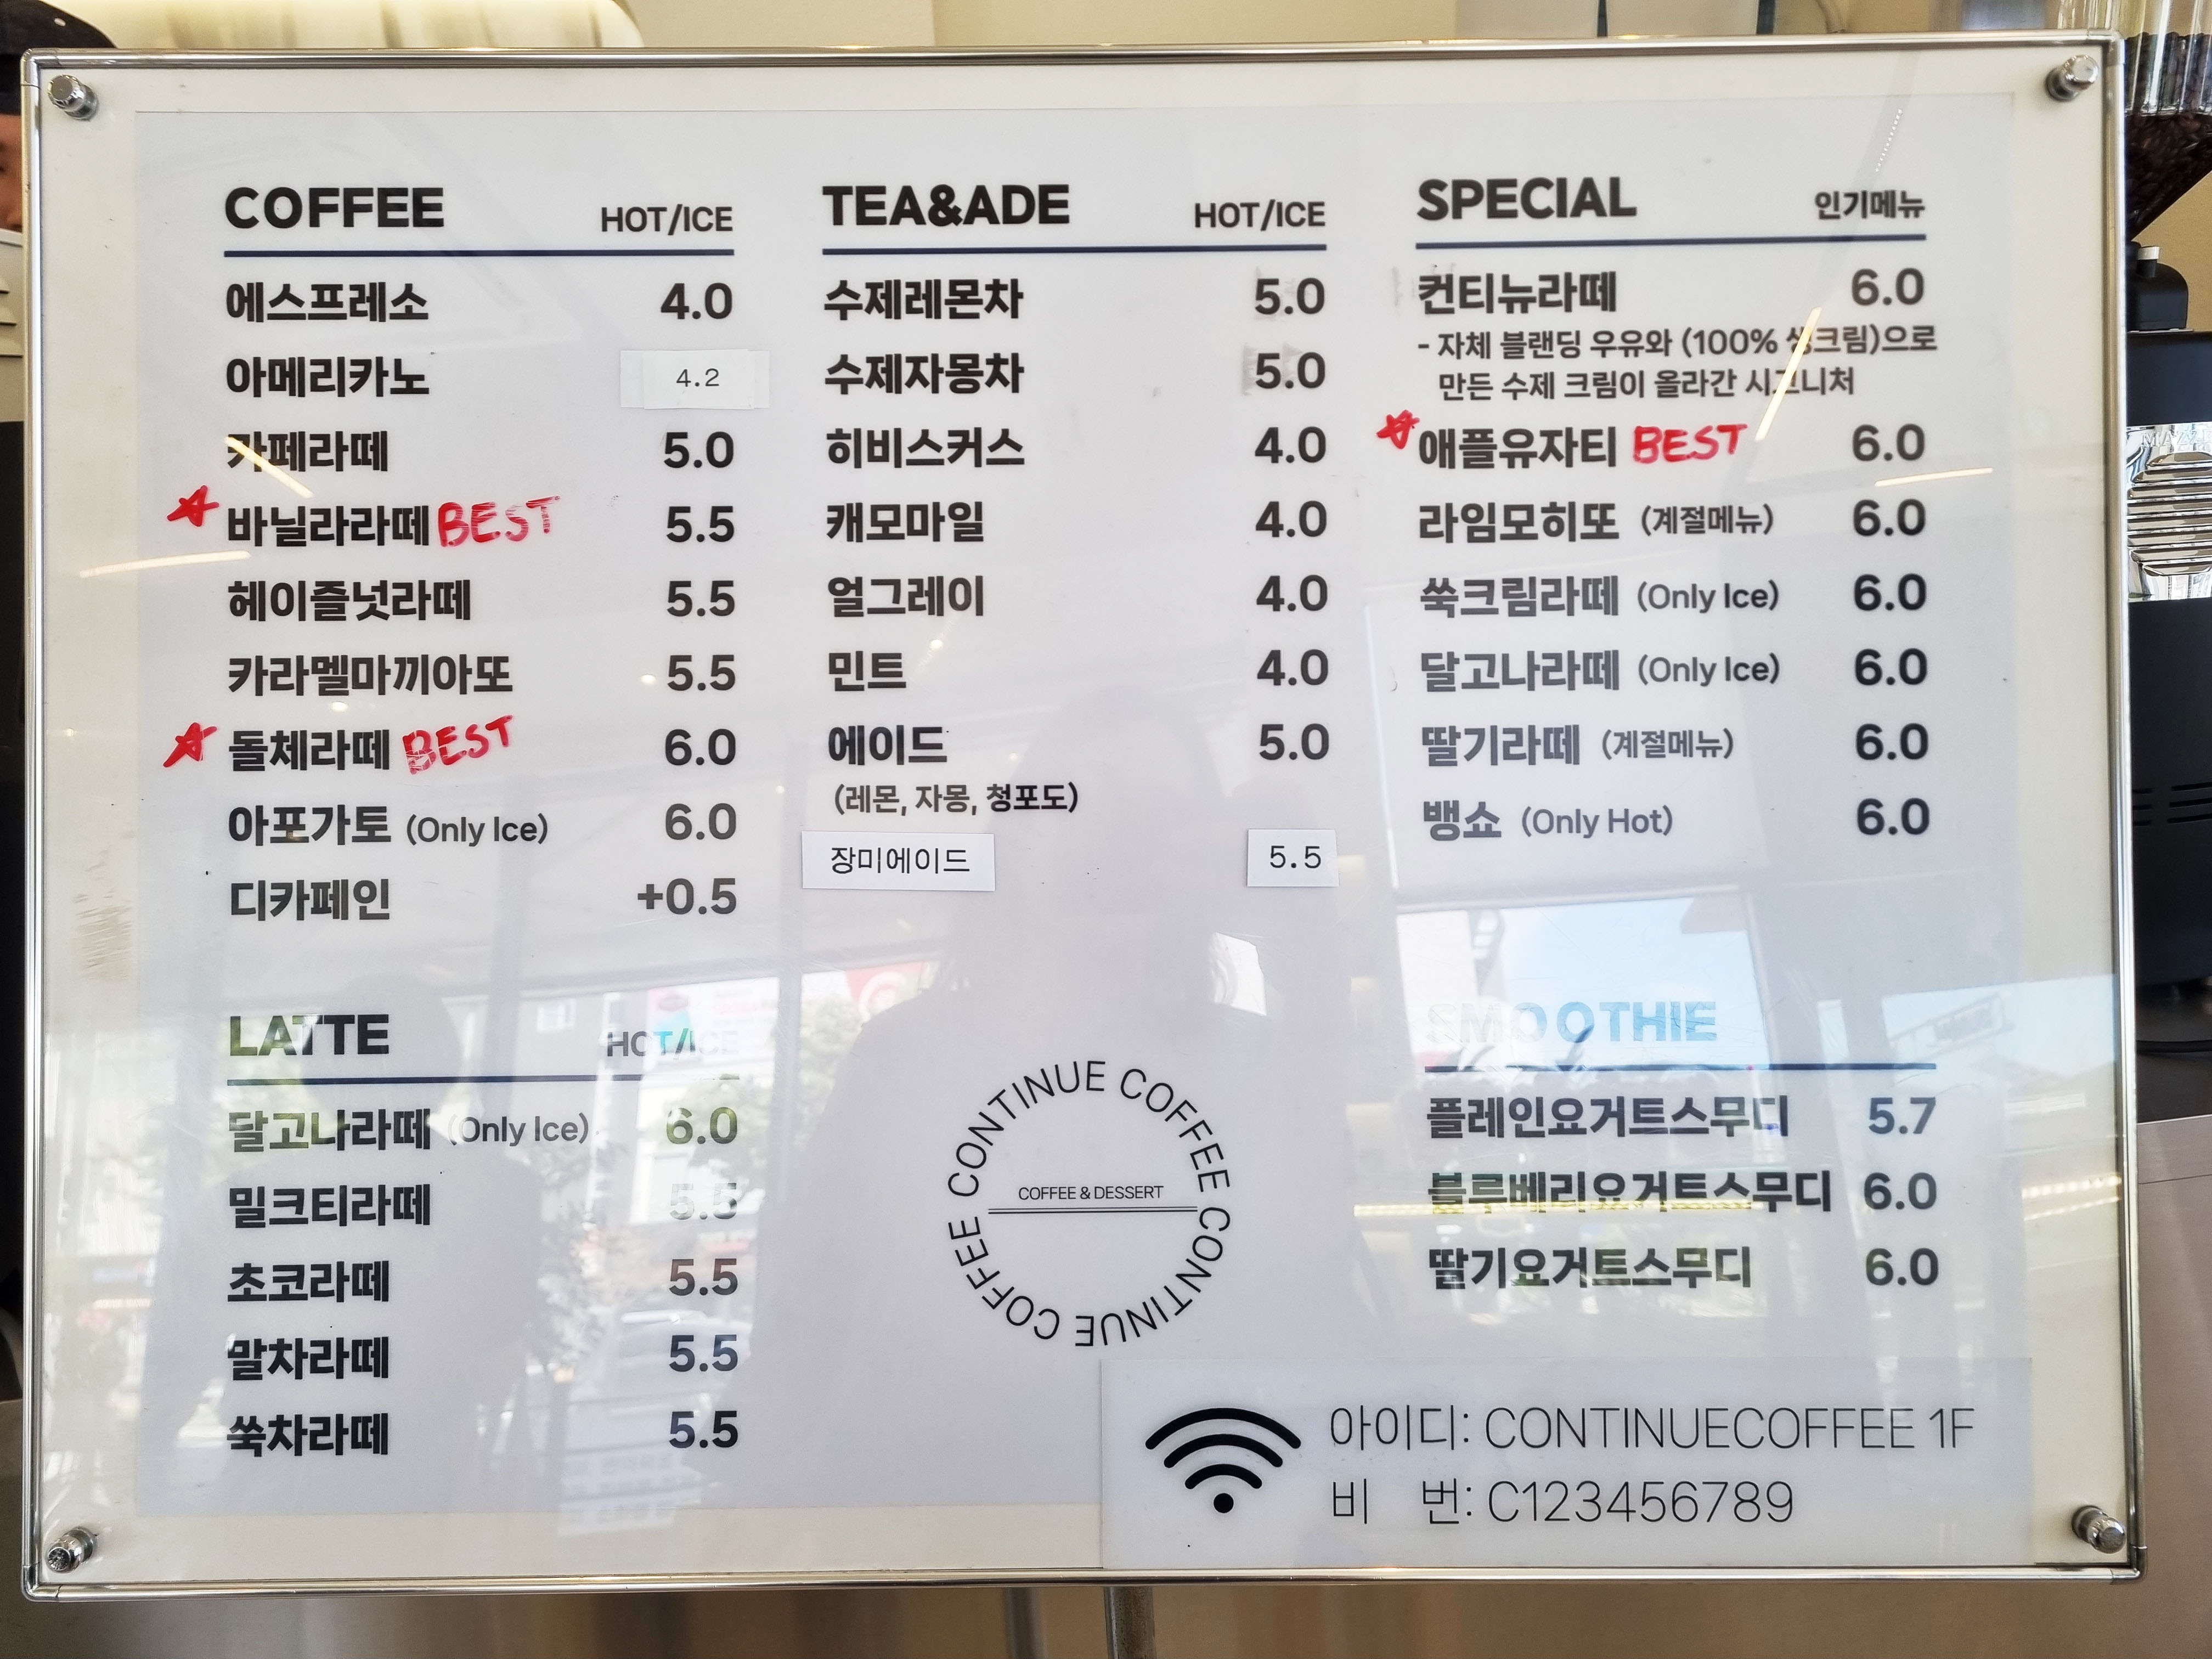 COFFEE HOT/ICE
에스프레소 4.0
아메리카노 4.2
카페라떼 5.0
바닐라라떼 BEST 5.5
헤이즐넛라떼 5.5
카라멜마끼아또 5.5
돌체라떼 BEST 6.0
아포가토 (Only Ice) 6.0
디카페인 +0.5
LATTE HOT/ICE
달고나라떼 (Only Ice) 6.0
밀크티라떼 5.5
초코라떼 5.5
말차라떼 5.5
쑥차라떼 5.5
TEA&ADE HOT/ICE
수제레몬차 5.0
수제자몽차 5.0
히비스커스 4.0
캐모마일 4.0
얼그레이 4.0
민트 4.0
에이드 5.0
(레몬, 자몽, 청포도)
장미에이드 5.5
CONTINUE COFFEE CONTINUE COFFEE
COFFEE & DESSERT
SPECIAL 인기메뉴
컨티뉴라떼 6.0
- 자체 블랜딩 우유와 (100% 생크림)으로
만든 수제 크림이 올라간 시그니처
애플유자티 BEST 6.0
라임모히또 (계절메뉴) 6.0
쑥크림라떼 (Only Ice) 6.0
달고나라떼 (Only Ice) 6.0
딸기라떼 (계절메뉴) 6.0
뱅쇼 (Only Hot) 6.0
SMOOTHIE
플레인요거트스무디 5.7
블루베리요거트스무디 6.0
딸기요거트스무디 6.0
아이디: CONTINUECOFFEE 1F
비 번: C123456789